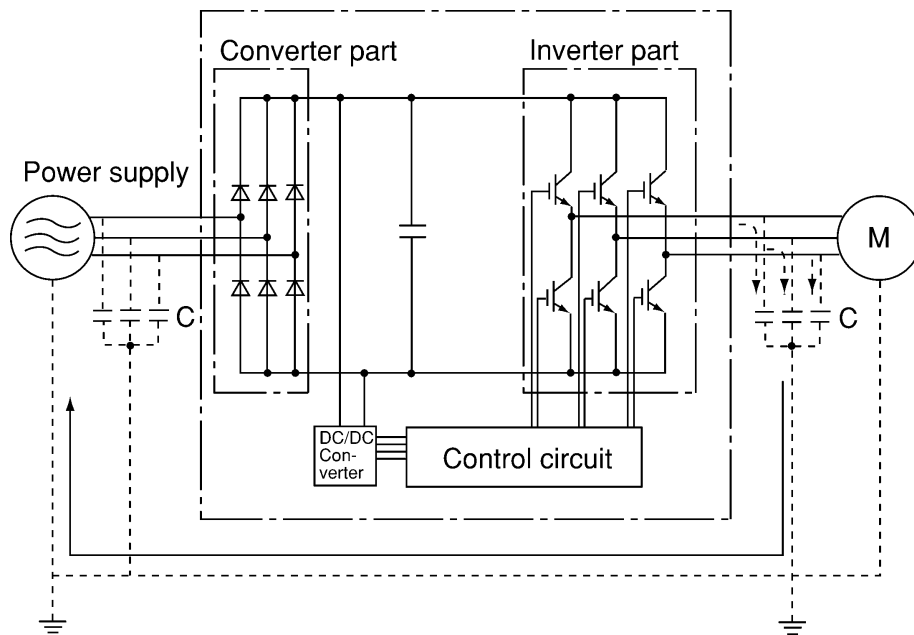 Converter part
Inverter part
Power supply
M
C
C
DC/DC
Con-
verter
Control circuit